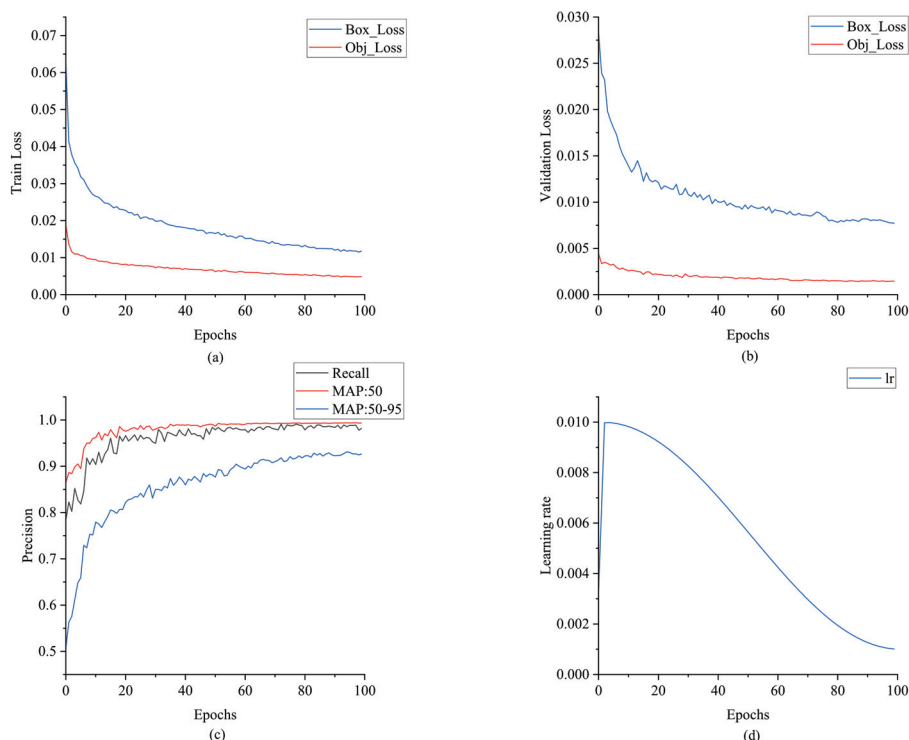 Box_Loss
Obj_Loss
Train Loss
0.07
0.06
0.05
0.04
0.03
0.02
0.01
0.00
0 20 40 60 80 100
Epochs
(a)
Box_Loss
Obj_Loss
Validation Loss
0.030
0.025
0.020
0.015
0.010
0.005
0.000
0 20 40 60 80 100
Epochs
(b)
Recall
MAP:50
MAP:50-95
Precision
1.0
0.9
0.8
0.7
0.6
0.5
0 20 40 60 80 100
Epochs
(c)
lr
Learning rate
0.010
0.008
0.006
0.004
0.002
0.000
0 20 40 60 80 100
Epochs
(d)